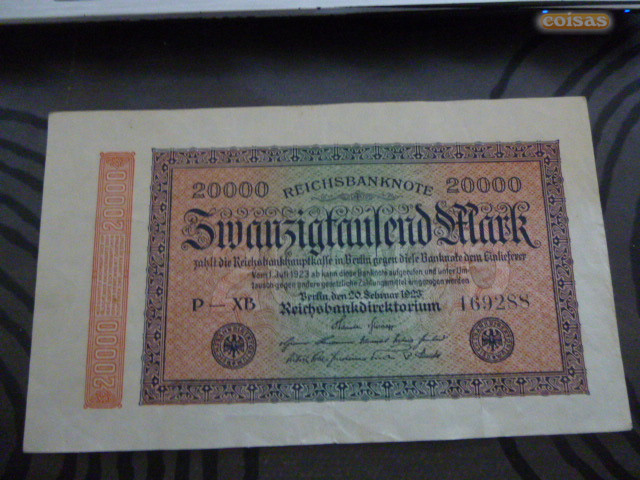 coisas
20000 REICHSBANKNOTE 20000
Zwanzigtausend Mark
zahlt die Reichsbankhauptkasse in Berlin gegen diese Banknote dem Einlieferer
Vom 1. Juli 1923 ab kann diese Banknote aufgerufen und unter Um-
tausch gegen andere gesetzliche Zahlungsmittel eingezogen werden
Berlin, den 20. Februar 1923
P — XB Reichsbankdirektorium 169288
20000 20000